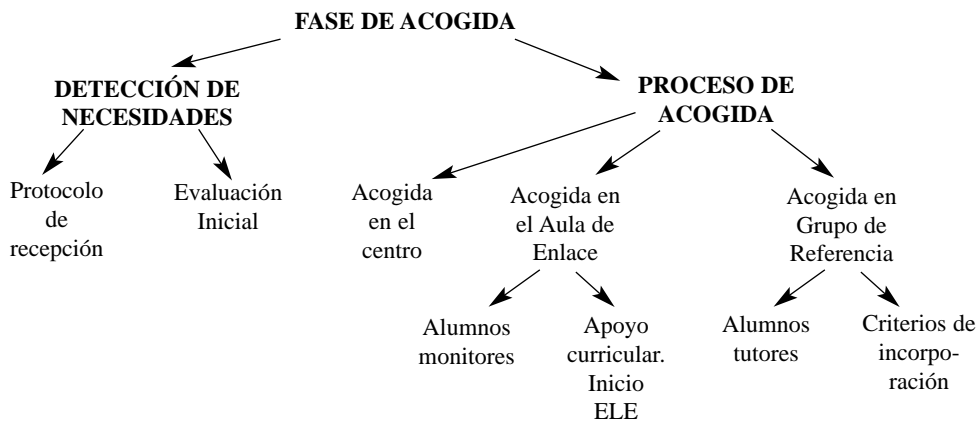 FASE DE ACOGIDA
DETECCIÓN DE
NECESIDADES
PROCESO DE
ACOGIDA
Protocolo
de
recepción
Evaluación
Inicial
Acogida
en el
centro
Acogida en
el Aula de
Enlace
Acogida en
Grupo de
Referencia
Alumnos
monitores
Apoyo
curricular.
Inicio
ELE
Alumnos
tutores
Criterios de
incorpo-
ración